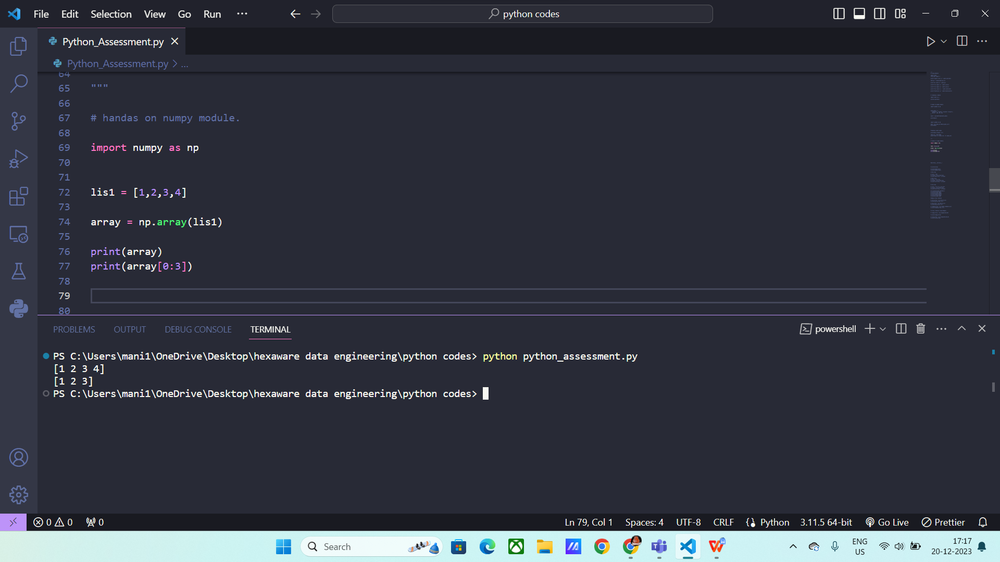 File Edit Selection View Go Run ···
python codes
Python_Assessment.py
Python_Assessment.py > ...
64
65 """
66
67 # handas on numpy module.
68
69 import numpy as np
70
71
72 lis1 = [1,2,3,4]
73
74 array = np.array(lis1)
75
76 print(array)
77 print(array[0:3])
78
79
80
PROBLEMS OUTPUT DEBUG CONSOLE TERMINAL
powershell
PS C:\Users\mani1\OneDrive\Desktop\hexaware data engineering\python codes> python python_assessment.py
[1 2 3 4]
[1 2 3]
PS C:\Users\mani1\OneDrive\Desktop\hexaware data engineering\python codes>
0 0 0
Ln 79, Col 1 Spaces: 4 UTF-8 CRLF Python 3.11.5 64-bit Go Live Prettier
Search
ENG
US
17:17
20-12-2023